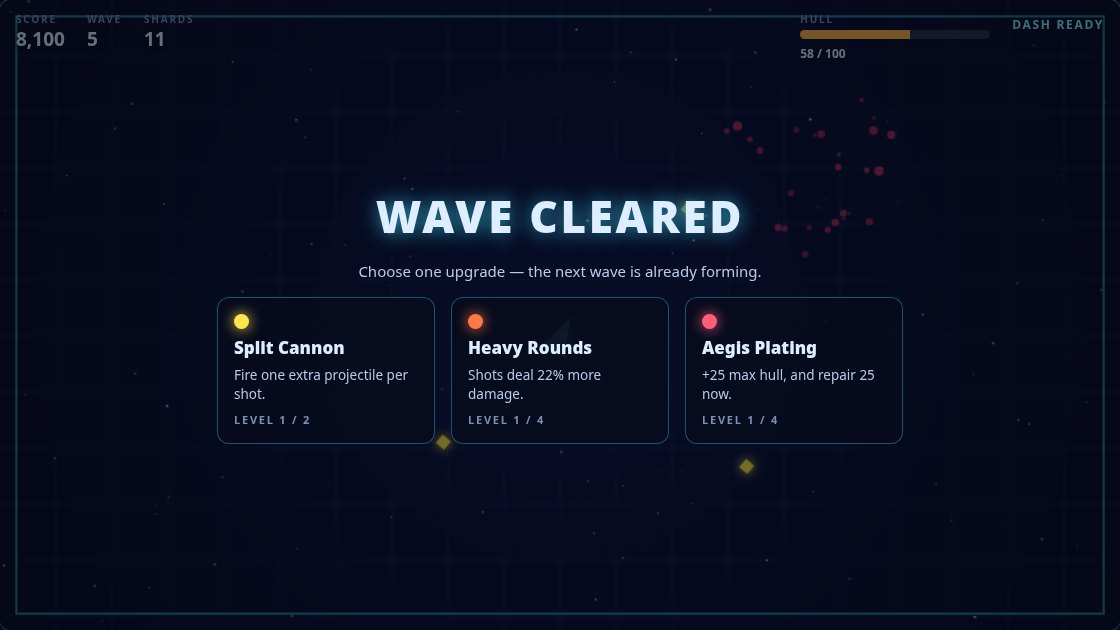 SCORE WAVE SHARDS
8,100 5 11
HULL
58 / 100
DASH READY
WAVE CLEARED
Choose one upgrade — the next wave is already forming.
Split Cannon
Fire one extra projectile per
shot.
LEVEL 1 / 2
Heavy Rounds
Shots deal 22% more
damage.
LEVEL 1 / 4
Aegis Plating
+25 max hull, and repair 25
now.
LEVEL 1 / 4